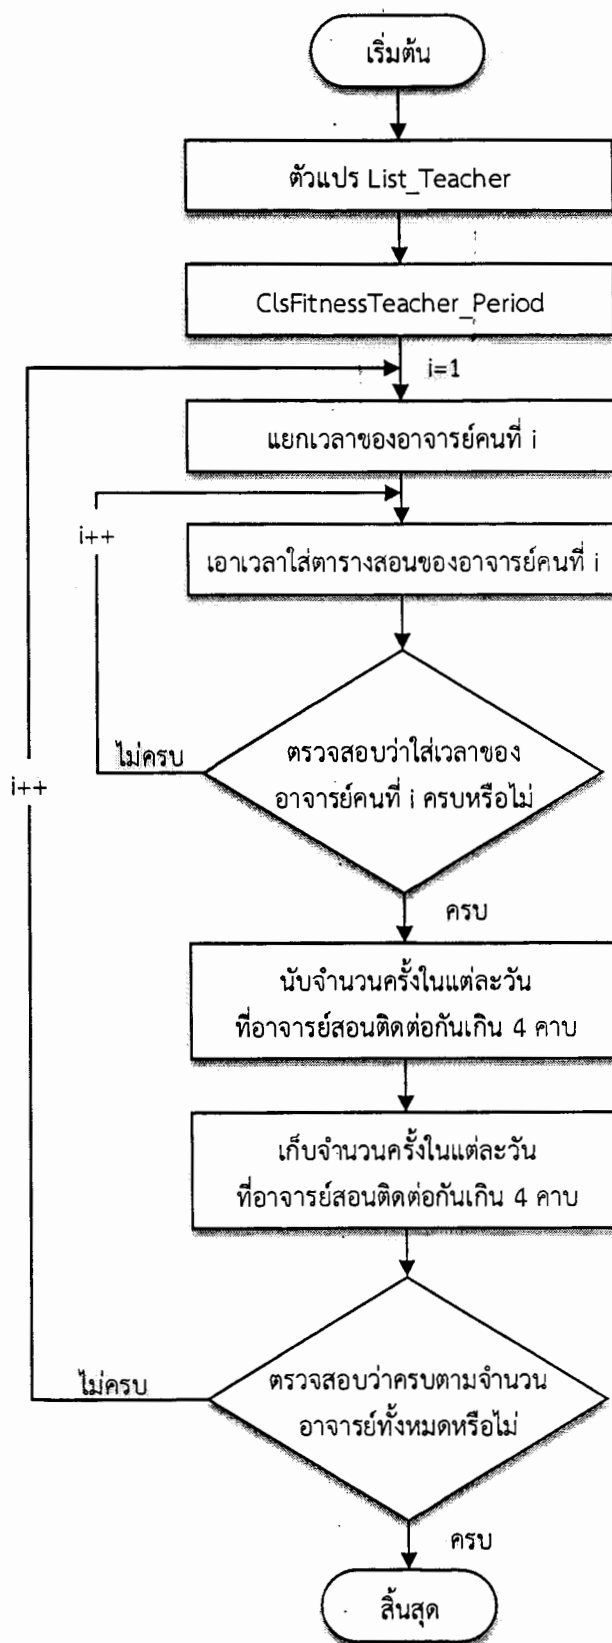 เริ่มต้น
ตัวแปร List_Teacher
ClsFitnessTeacher_Period
i=1
แยกเวลาของอาจารย์คนที่ i
i++
เอาเวลาใส่ตารางสอนของอาจารย์คนที่ i
ไม่ครบ
ตรวจสอบว่าใส่เวลาของ
อาจารย์คนที่ i ครบหรือไม่
i++
ครบ
นับจำนวนครั้งในแต่ละวัน
ที่อาจารย์สอนติดต่อกันเกิน 4 คาบ
เก็บจำนวนครั้งในแต่ละวัน
ที่อาจารย์สอนติดต่อกันเกิน 4 คาบ
ไม่ครบ
ตรวจสอบว่าครบตามจำนวน
อาจารย์ทั้งหมดหรือไม่
ครบ
สิ้นสุด